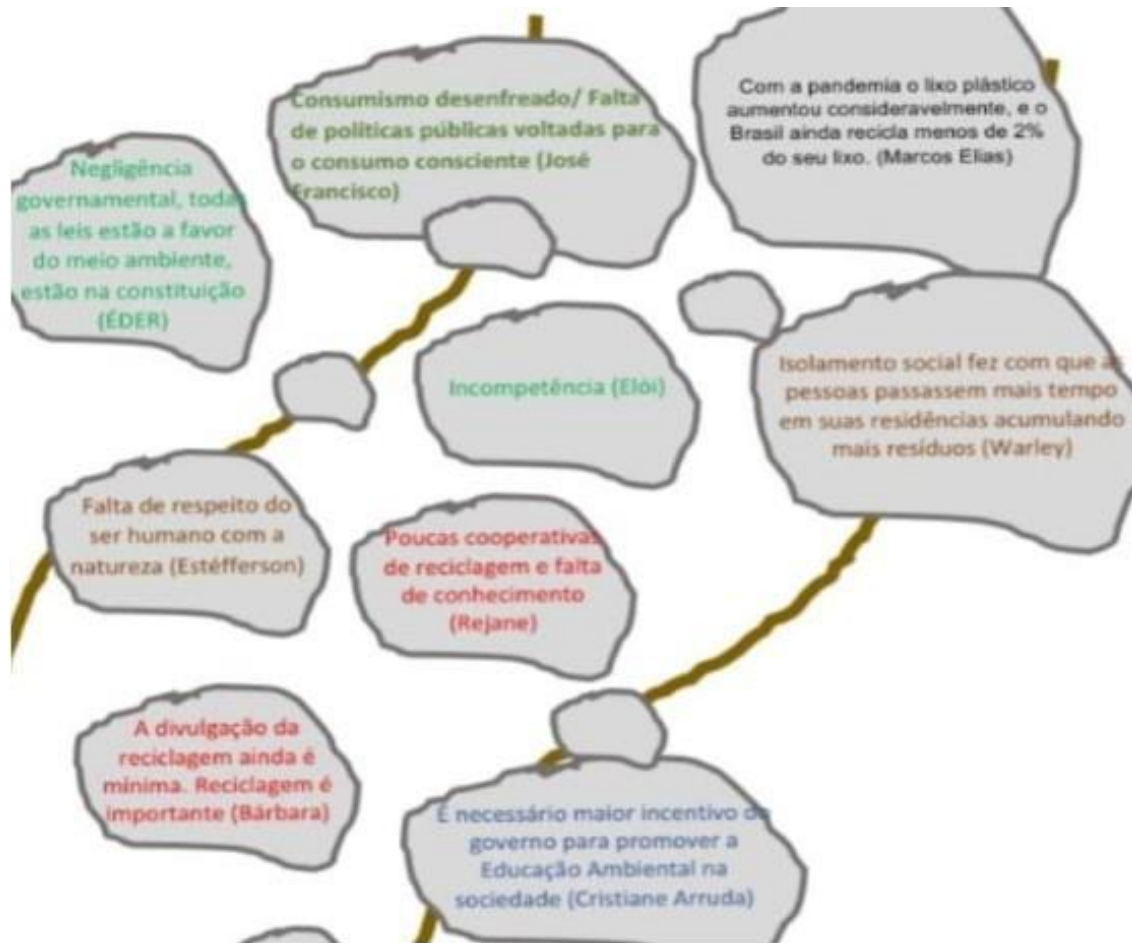 Consumismo desenfreado/ Falta
de políticas públicas voltadas para
o consumo consciente (José
Francisco)
Com a pandemia o lixo plástico
aumentou consideravelmente, e o
Brasil ainda recicla menos de 2%
do seu lixo. (Marcos Elias)
Negligência
governamental, todas
as leis estão a favor
do meio ambiente,
estão na constituição
(ÉDER)
Incompetência (Elói)
Isolamento social fez com que as
pessoas passassem mais tempo
em suas residências acumulando
mais resíduos (Warley)
Falta de respeito do
ser humano com a
natureza (Estéfferson)
Poucas cooperativas
de reciclagem e falta
de conhecimento
(Rejane)
A divulgação da
reciclagem ainda é
mínima. Reciclagem é
importante (Bárbara)
É necessário maior incentivo do
governo para promover a
Educação Ambiental na
sociedade (Cristiane Arruda)